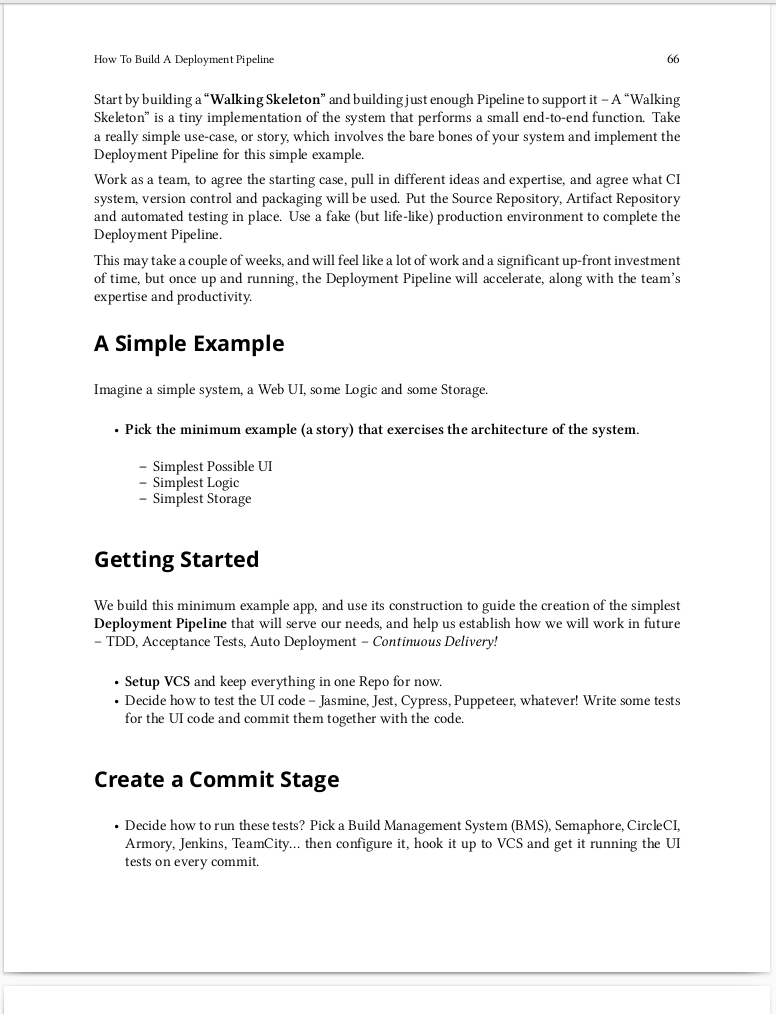 How To Build A Deployment Pipeline 66
Start by building a “Walking Skeleton” and building just enough Pipeline to support it – A “Walking
Skeleton” is a tiny implementation of the system that performs a small end-to-end function. Take
a really simple use-case, or story, which involves the bare bones of your system and implement the
Deployment Pipeline for this simple example.
Work as a team, to agree the starting case, pull in different ideas and expertise, and agree what CI
system, version control and packaging will be used. Put the Source Repository, Artifact Repository
and automated testing in place. Use a fake (but life-like) production environment to complete the
Deployment Pipeline.
This may take a couple of weeks, and will feel like a lot of work and a significant up-front investment
of time, but once up and running, the Deployment Pipeline will accelerate, along with the team’s
expertise and productivity.
A Simple Example
Imagine a simple system, a Web UI, some Logic and some Storage.
• Pick the minimum example (a story) that exercises the architecture of the system.
– Simplest Possible UI
– Simplest Logic
– Simplest Storage
Getting Started
We build this minimum example app, and use its construction to guide the creation of the simplest
Deployment Pipeline that will serve our needs, and help us establish how we will work in future
– TDD, Acceptance Tests, Auto Deployment – Continuous Delivery!
• Setup VCS and keep everything in one Repo for now.
• Decide how to test the UI code – Jasmine, Jest, Cypress, Puppeteer, whatever! Write some tests
for the UI code and commit them together with the code.
Create a Commit Stage
• Decide how to run these tests? Pick a Build Management System (BMS), Semaphore, CircleCI,
Armory, Jenkins, TeamCity... then configure it, hook it up to VCS and get it running the UI
tests on every commit.